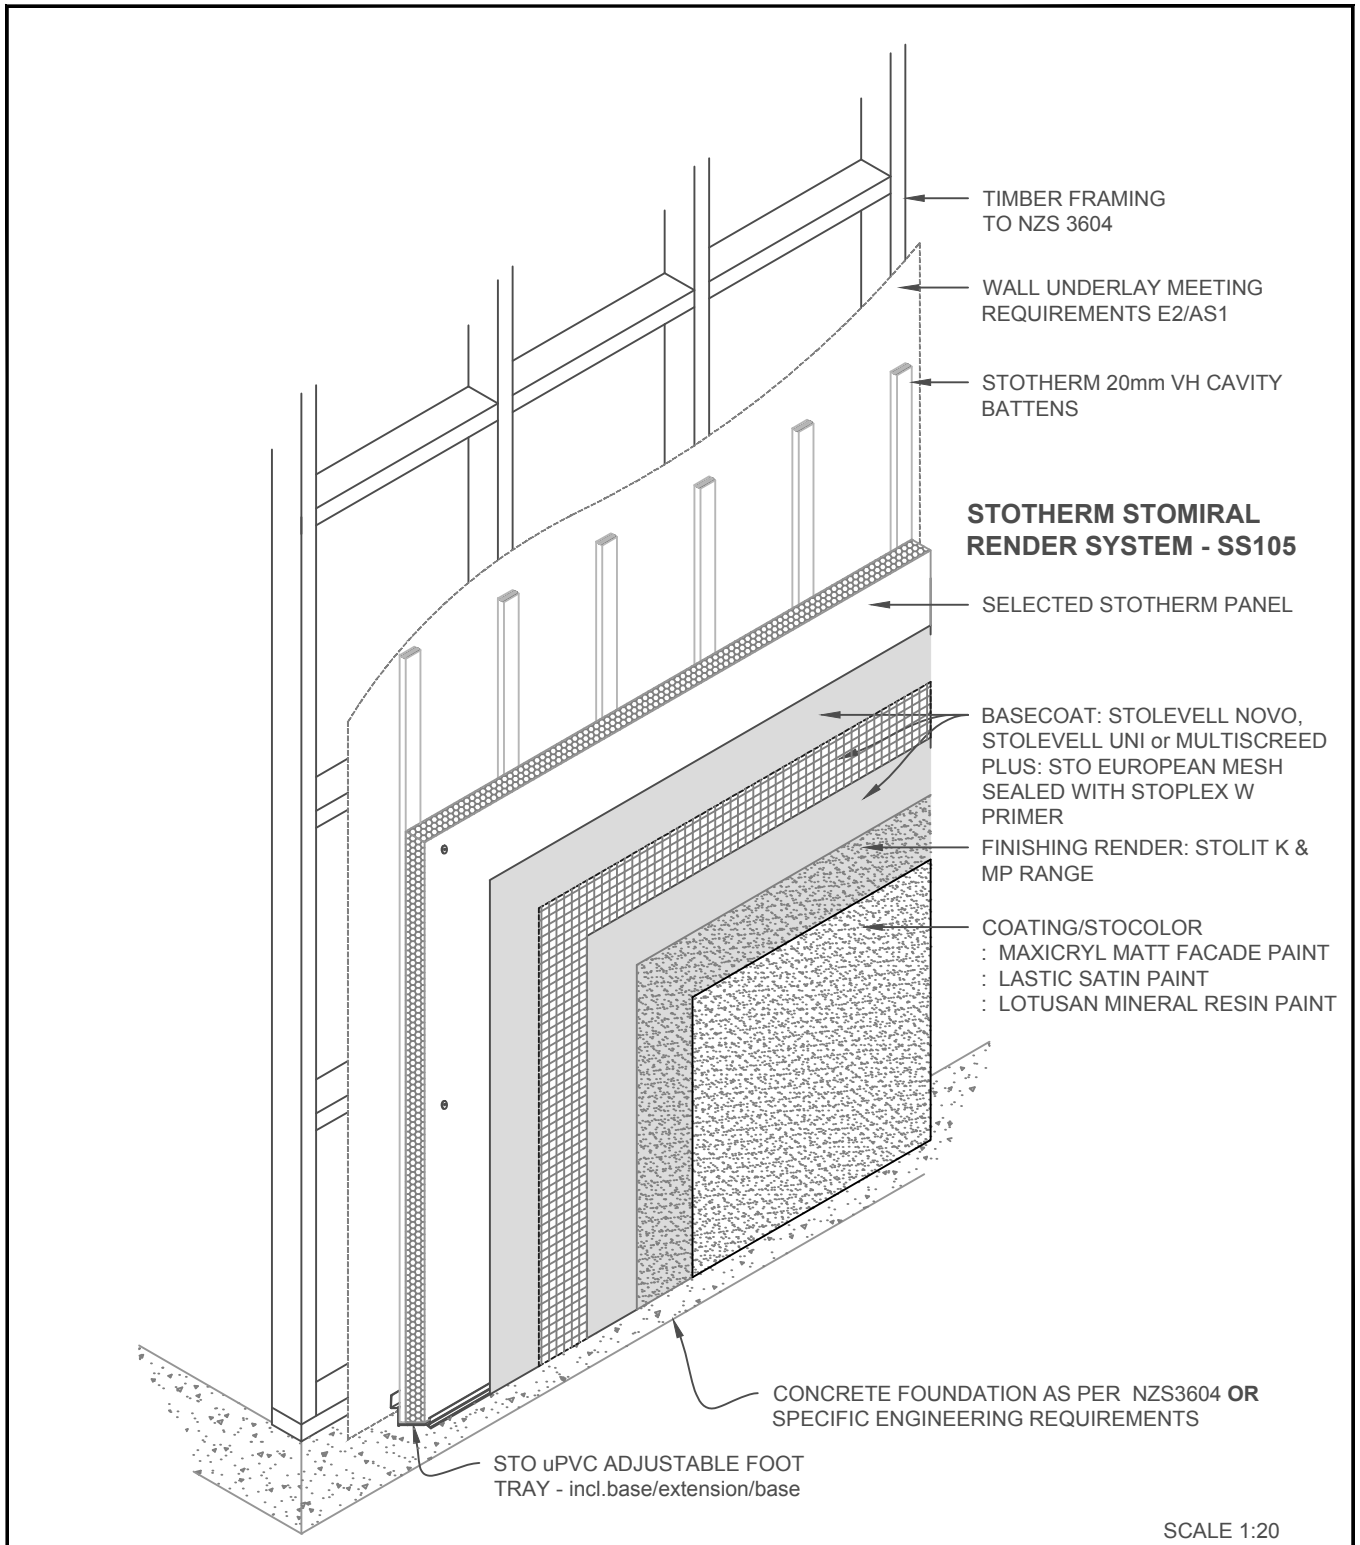 TIMBER FRAMING
TO NZS 3604
WALL UNDERLAY MEETING
REQUIREMENTS E2/AS1
STOTHERM 20mm VH CAVITY
BATTENS
STOTHERM STOMIRAL
RENDER SYSTEM - SS105
SELECTED STOTHERM PANEL
BASECOAT: STOLEVELL NOVO,
STOLEVELL UNI or MULTISCREED
PLUS: STO EUROPEAN MESH
SEALED WITH STOPLEX W
PRIMER
FINISHING RENDER: STOLIT K &
MP RANGE
COATING/STOCOLOR
: MAXICRYL MATT FACADE PAINT
: LASTIC SATIN PAINT
: LOTUSAN MINERAL RESIN PAINT
CONCRETE FOUNDATION AS PER NZS3604 OR
SPECIFIC ENGINEERING REQUIREMENTS
STO uPVC ADJUSTABLE FOOT
TRAY - incl.base/extension/base
SCALE 1:20